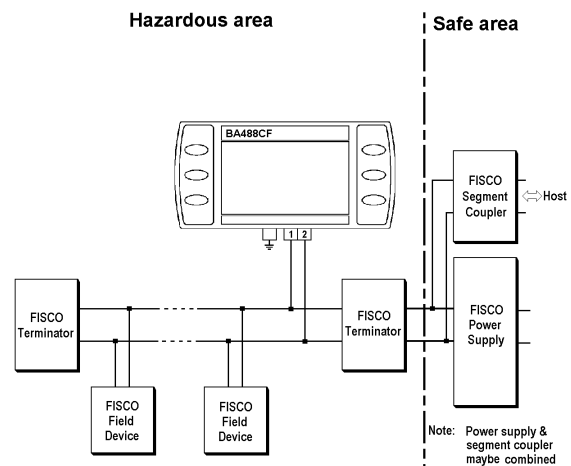 Hazardous area
Safe area
BA488CF
1 2
FISCO
Segment
Coupler
Host
FISCO
Terminator
FISCO
Terminator
FISCO
Power
Supply
FISCO
Field
Device
FISCO
Field
Device
Note: Power supply &
segment coupler
maybe combined